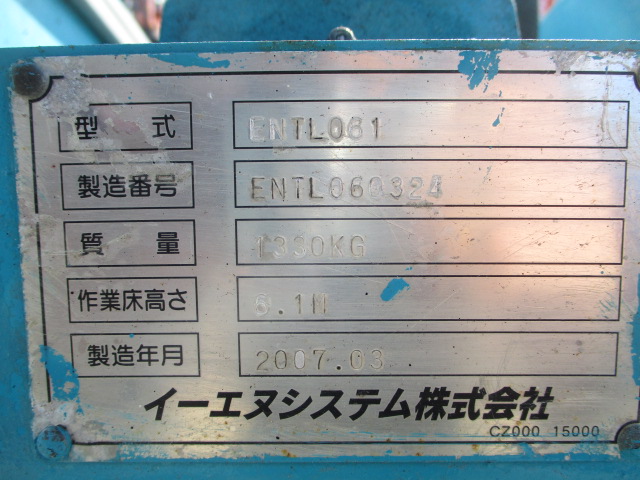 型式 ENTL061
製造番号 ENTL060324
質量 1330KG
作業床高さ 6.1M
製造年月 2007.03
イーエヌシステム株式会社
CZ000 15000